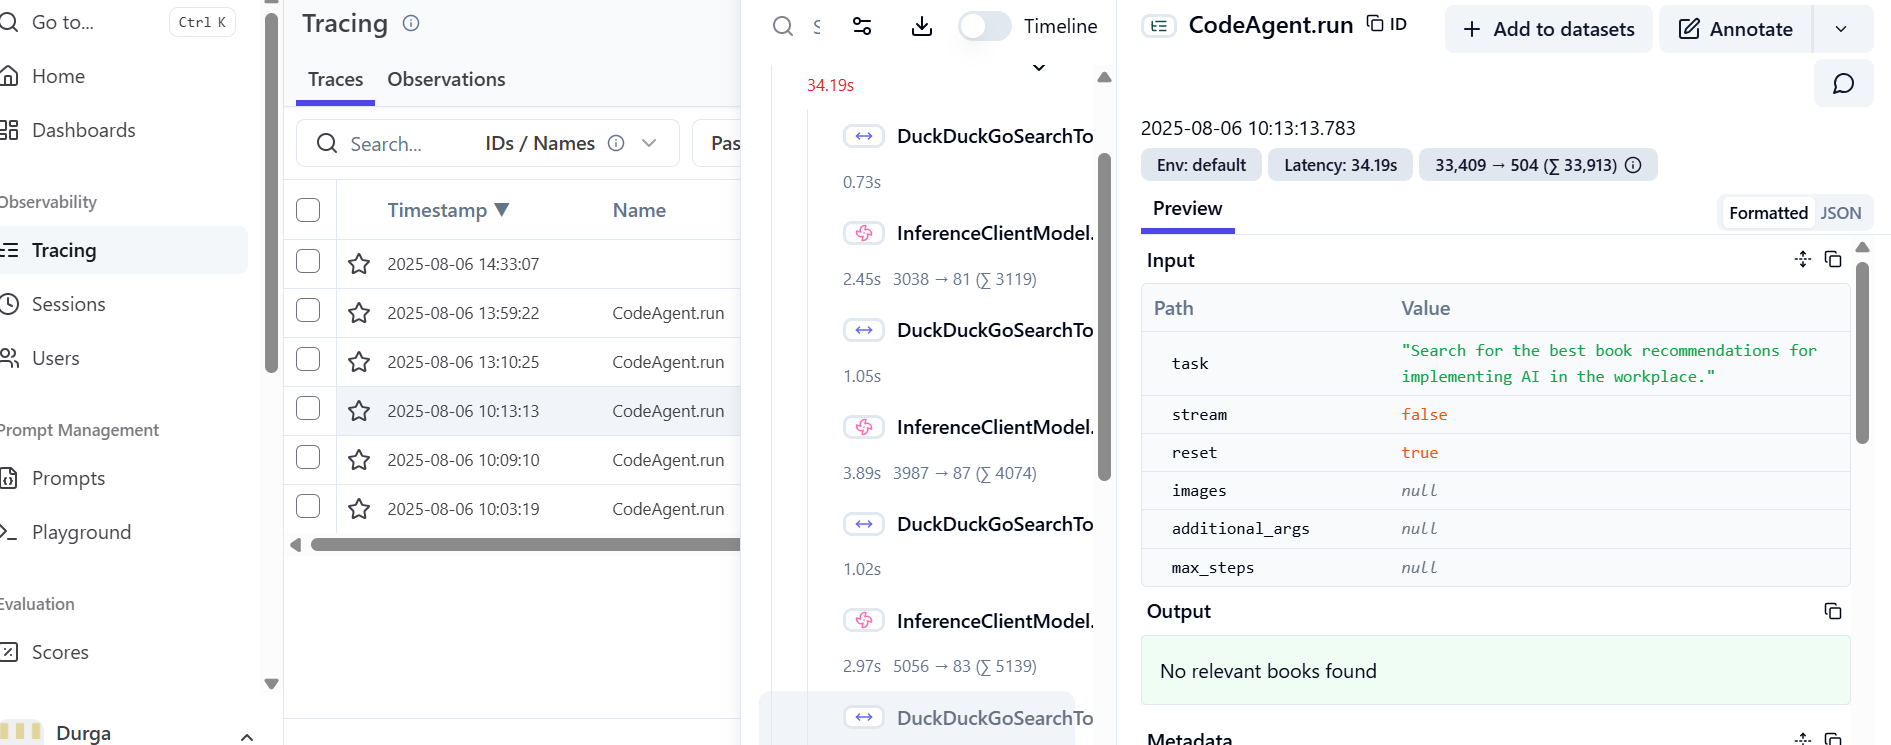 Go to...
Ctrl K
Home
Dashboards
Observability
Tracing
Sessions
Users
Prompt Management
Prompts
Playground
Evaluation
Scores
Durga
Tracing
Traces
Observations
Search...
IDs / Names
Pas
Timestamp ▼
Name
2025-08-06 14:33:07
2025-08-06 13:59:22
CodeAgent.run
2025-08-06 13:10:25
CodeAgent.run
2025-08-06 10:13:13
CodeAgent.run
2025-08-06 10:09:10
CodeAgent.run
2025-08-06 10:03:19
CodeAgent.run
S
Timeline
34.19s
DuckDuckGoSearchTo
0.73s
InferenceClientModel.
2.45s 3038 → 81 (∑ 3119)
DuckDuckGoSearchTo
1.05s
InferenceClientModel.
3.89s 3987 → 87 (∑ 4074)
DuckDuckGoSearchTo
1.02s
InferenceClientModel.
2.97s 5056 → 83 (∑ 5139)
DuckDuckGoSearchTo
CodeAgent.run
ID
Add to datasets
Annotate
2025-08-06 10:13:13.783
Env: default
Latency: 34.19s
33,409 → 504 (∑ 33,913)
Preview
Formatted
JSON
Input
Path
Value
task
"Search for the best book recommendations for
implementing AI in the workplace."
stream
false
reset
true
images
null
additional_args
null
max_steps
null
Output
No relevant books found
Metadata